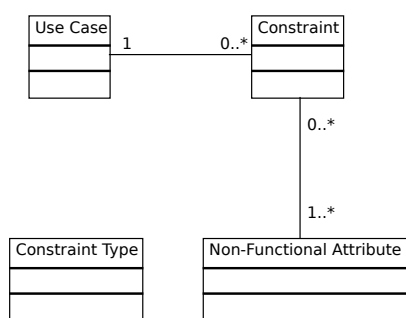 Use Case
Constraint
1
0..*
0..*
1..*
Constraint Type
Non-Functional Attribute